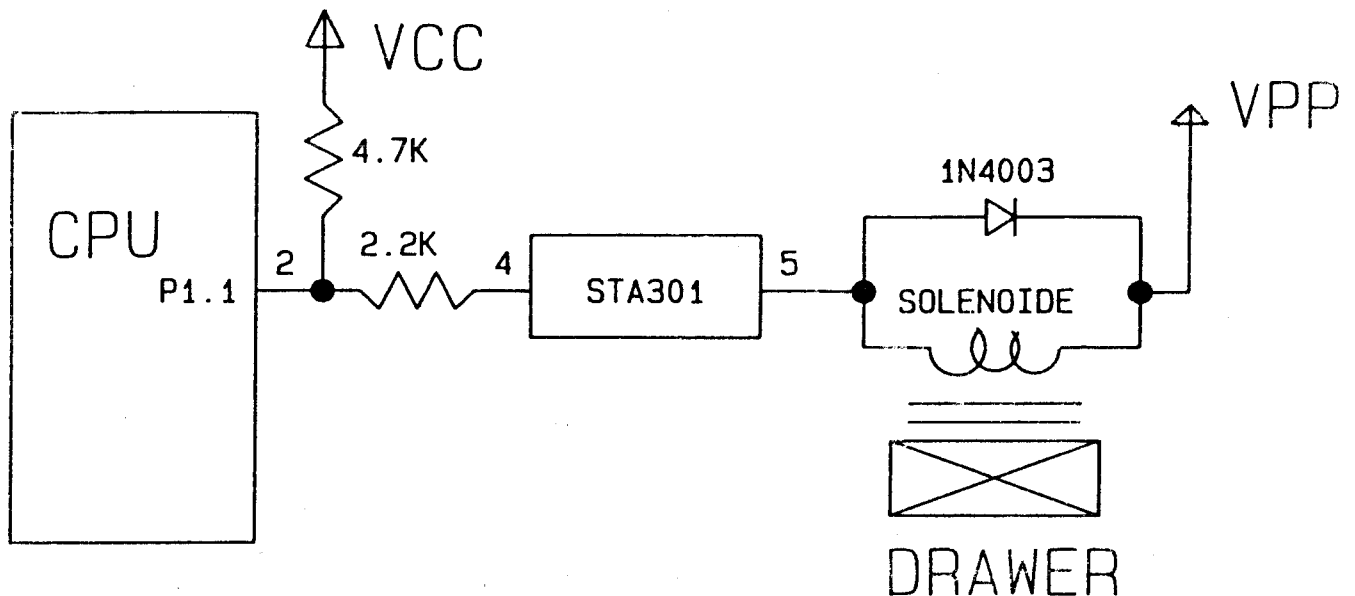 VCC
VPP
4.7K
1N4003
CPU
2.2K
2
4
5
P1.1
STA301
SOLENOIDE
DRAWER